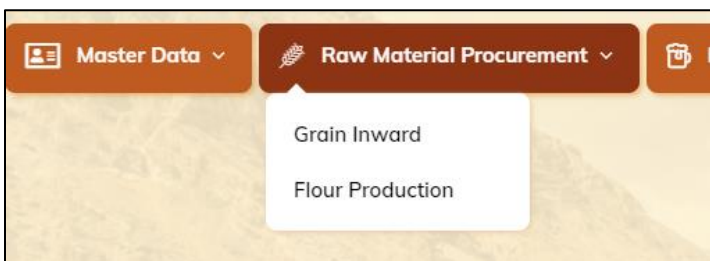 Master Data
Raw Material Procurement
Grain Inward
Flour Production